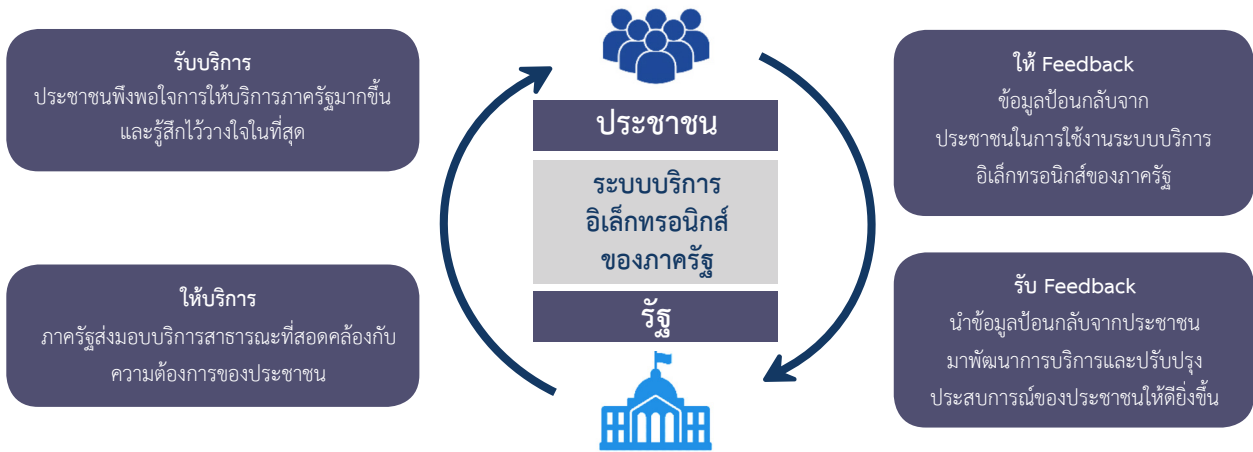 รับบริการ
ประชาชนพึงพอใจการให้บริการภาครัฐมากขึ้น
และรู้สึกไว้วางใจในที่สุด
ให้บริการ
ภาครัฐส่งมอบบริการสาธารณะที่สอดคล้องกับ
ความต้องการของประชาชน
ประชาชน
ระบบบริการ
อิเล็กทรอนิกส์
ของภาครัฐ
รัฐ
ให้ Feedback
ข้อมูลป้อนกลับจาก
ประชาชนในการใช้งานระบบบริการ
อิเล็กทรอนิกส์ของภาครัฐ
รับ Feedback
นำข้อมูลป้อนกลับจากประชาชน
มาพัฒนาการบริการและปรับปรุง
ประสบการณ์ของประชาชนให้ดียิ่งขึ้น